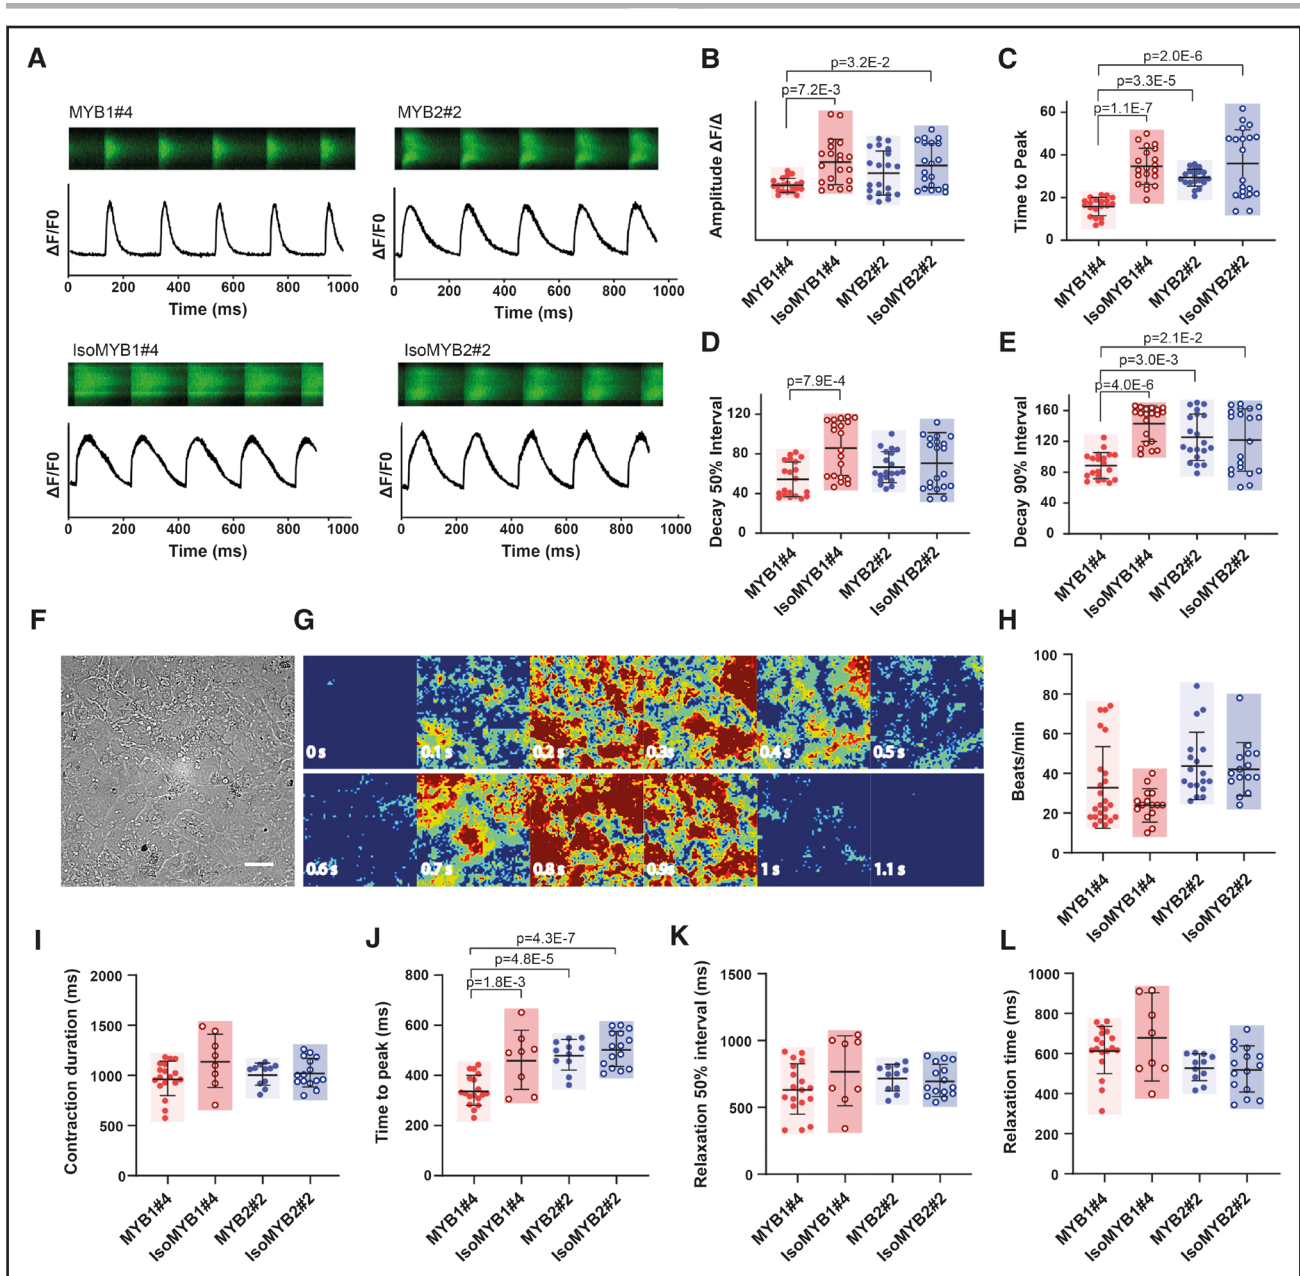 A
MYB1#4
MYB2#2
ΔF/F0
ΔF/F0
0 200 400 600 800 1000
Time (ms)
0 200 400 600 800 1000
Time (ms)
IsoMYB1#4
IsoMYB2#2
ΔF/F0
ΔF/F0
0 200 400 600 800 1000
Time (ms)
0 200 400 600 800 1000
Time (ms)
B
p=3.2E-2
p=7.2E-3
Amplitude ΔF/Δ
MYB1#4
IsoMYB1#4
MYB2#2
IsoMYB2#2
C
p=2.0E-6
p=3.3E-5
p=1.1E-7
Time to Peak
60
40
20
0
MYB1#4
IsoMYB1#4
MYB2#2
IsoMYB2#2
D
p=7.9E-4
Decay 50% Interval
120
80
40
0
MYB1#4
IsoMYB1#4
MYB2#2
IsoMYB2#2
E
p=2.1E-2
p=3.0E-3
p=4.0E-6
Decay 90% Interval
160
120
80
40
0
MYB1#4
IsoMYB1#4
MYB2#2
IsoMYB2#2
F
G
0 s 0.1 s 0.2 s 0.3 s 0.4 s 0.5 s
0.6 s 0.7 s 0.8 s 0.9 s 1 s 1.1 s
H
Beats/min
100
80
60
40
20
0
MYB1#4
IsoMYB1#4
MYB2#2
IsoMYB2#2
I
Contraction duration (ms)
2000
1500
1000
500
0
MYB1#4
IsoMYB1#4
MYB2#2
IsoMYB2#2
J
p=4.3E-7
p=4.8E-5
p=1.8E-3
Time to peak (ms)
800
600
400
200
0
MYB1#4
IsoMYB1#4
MYB2#2
IsoMYB2#2
K
Relaxation 50% interval (ms)
1500
1000
500
0
MYB1#4
IsoMYB1#4
MYB2#2
IsoMYB2#2
L
Relaxation time (ms)
1000
800
600
400
200
0
MYB1#4
IsoMYB1#4
MYB2#2
IsoMYB2#2